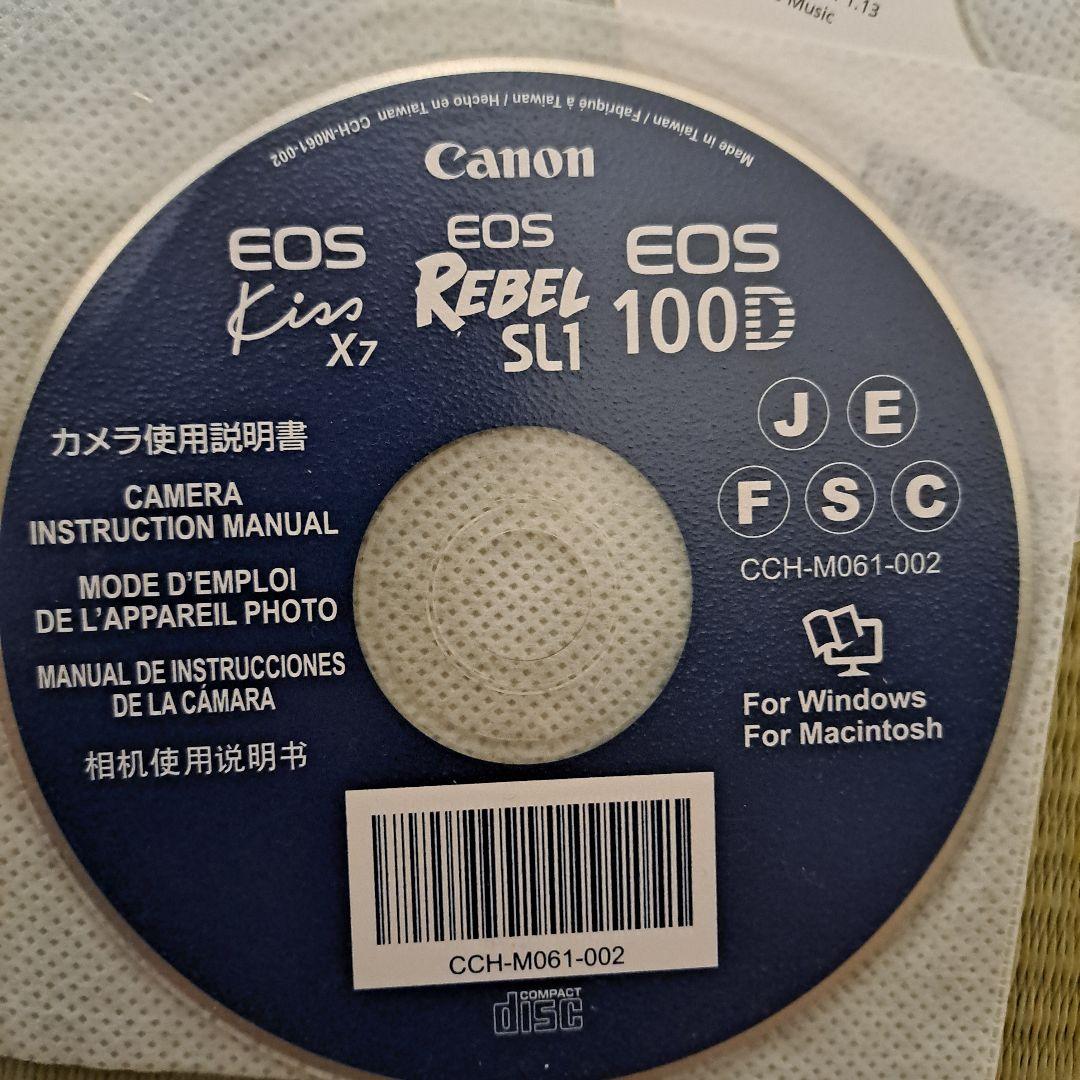 1.13
Music
Made in Taiwan / Fabriqué à Taiwan / Hecho en Taiwan CCH-M061-002
Canon
EOS
Kiss
X7
EOS
REBEL
SL1
EOS
100D
J E
F S C
CCH-M061-002
カメラ使用説明書
CAMERA
INSTRUCTION MANUAL
MODE D'EMPLOI
DE L'APPAREIL PHOTO
MANUAL DE INSTRUCCIONES
DE LA CÁMARA
相机使用说明书
For Windows
For Macintosh
CCH-M061-002
COMPACT
disc